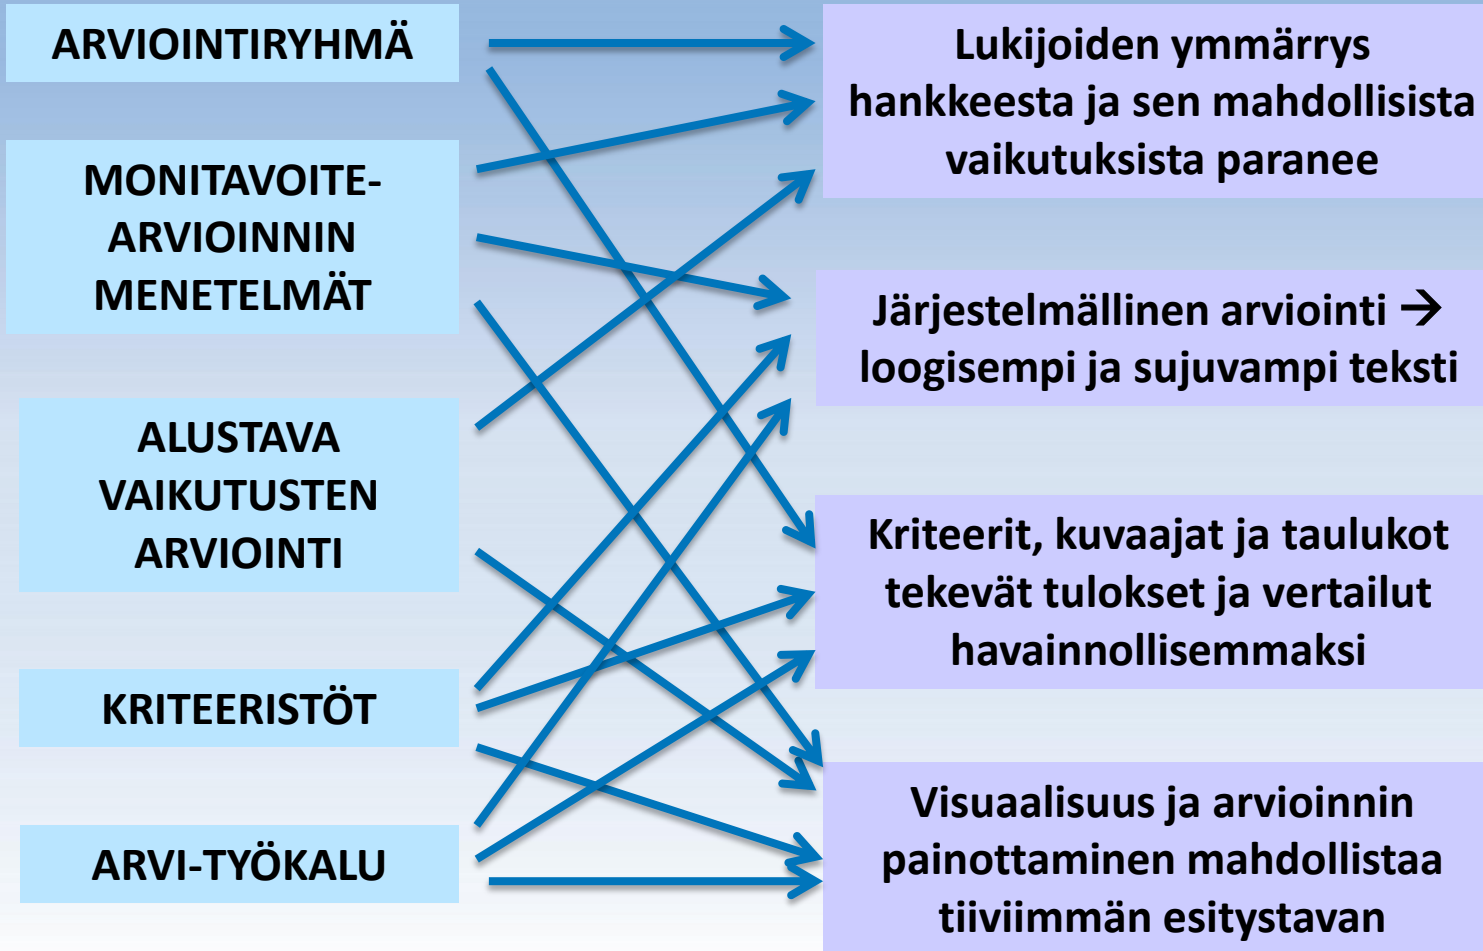 ARVIOINTIRYHMÄ
MONITAVOITE-
ARVIOINNIN
MENETELMÄT
ALUSTAVA
VAIKUTUSTEN
ARVIOINTI
KRITEERISTÖT
ARVI-TYÖKALU
Lukijoiden ymmärrys
hankkeesta ja sen mahdollisista
vaikutuksista paranee
Järjestelmällinen arviointi →
loogisempi ja sujuvampi teksti
Kriteerit, kuvaajat ja taulukot
tekevät tulokset ja vertailut
havainnollisemmaksi
Visuaalisuus ja arvioinnin
painottaminen mahdollistaa
tiiviimmän esitystavan